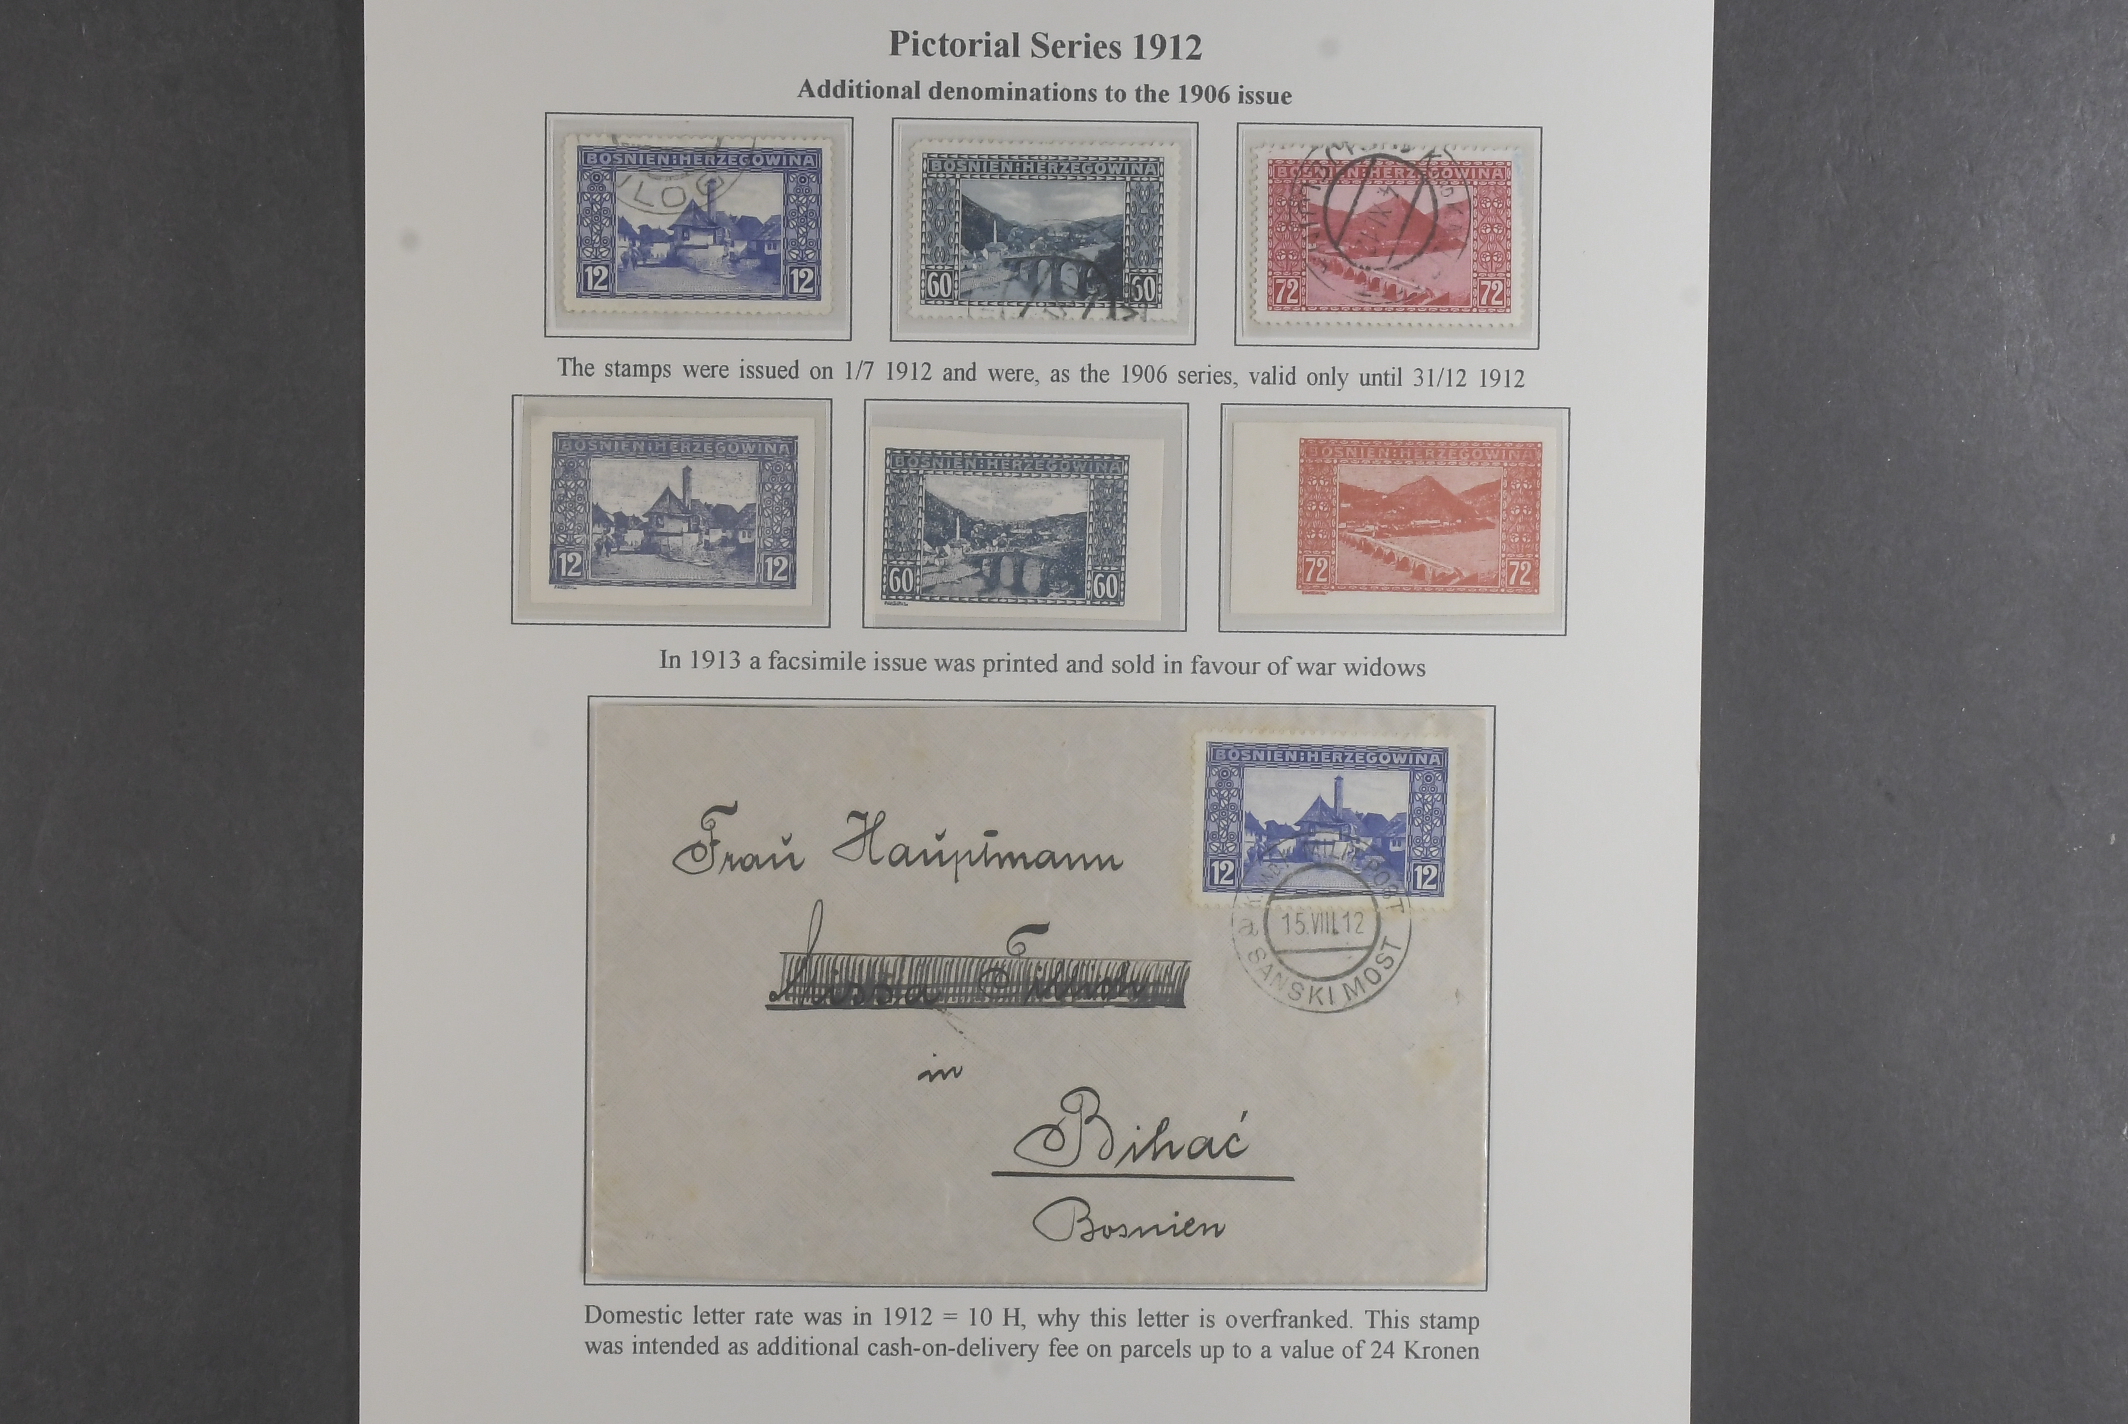 Pictorial Series 1912
Additional denominations to the 1906 issue
BOSNIEN:HERZEGOWINA
12 12
BOSNIEN:HERZEGOWINA
60 60
BOSNIEN:HERZEGOWINA
72 72
The stamps were issued on 1/7 1912 and were, as the 1906 series, valid only until 31/12 1912
BOSNIEN:HERZEGOWINA
12 12
BOSNIEN:HERZEGOWINA
60 60
BOSNIEN:HERZEGOWINA
72 72
In 1913 a facsimile issue was printed and sold in favour of war widows
BOSNIEN:HERZEGOWINA
12 12
15.VIII.12
SANSKI MOST
Frau Hauptmann
in
Bihać
Bosnien
Domestic letter rate was in 1912 = 10 H, why this letter is overfranked. This stamp
was intended as additional cash-on-delivery fee on parcels up to a value of 24 Kronen